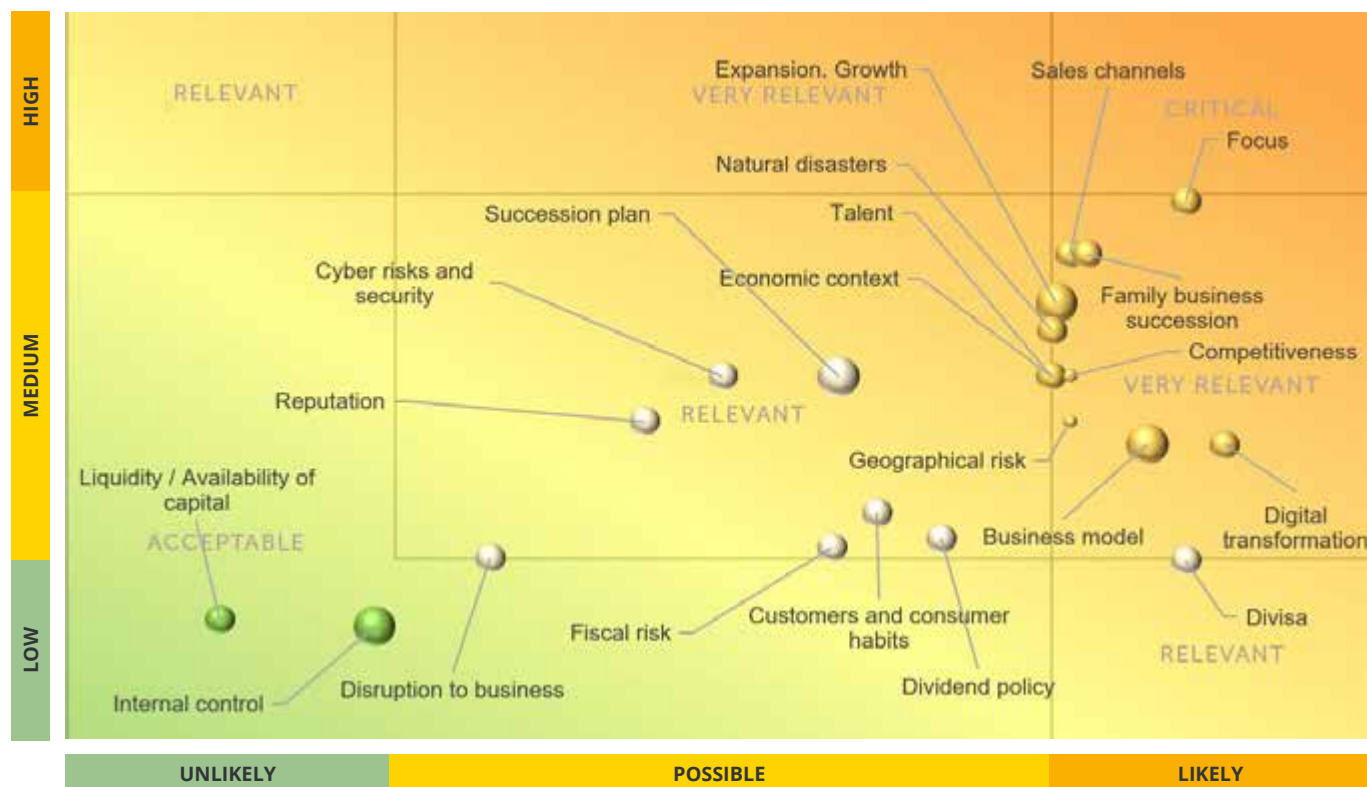 HIGH
MEDIUM
LOW
RELEVANT
Expansion. Growth
VERY RELEVANT
Sales channels
CRITICAL
Focus
Natural disasters
Succession plan
Talent
Cyber risks and
security
Economic context
Family business
succession
Competitiveness
VERY RELEVANT
Reputation
RELEVANT
Geographical risk
Liquidity / Availability of
capital
ACCEPTABLE
Business model
Digital
transformation
Fiscal risk
Customers and consumer
habits
Divisa
RELEVANT
Internal control
Disruption to business
Dividend policy
UNLIKELY
POSSIBLE
LIKELY